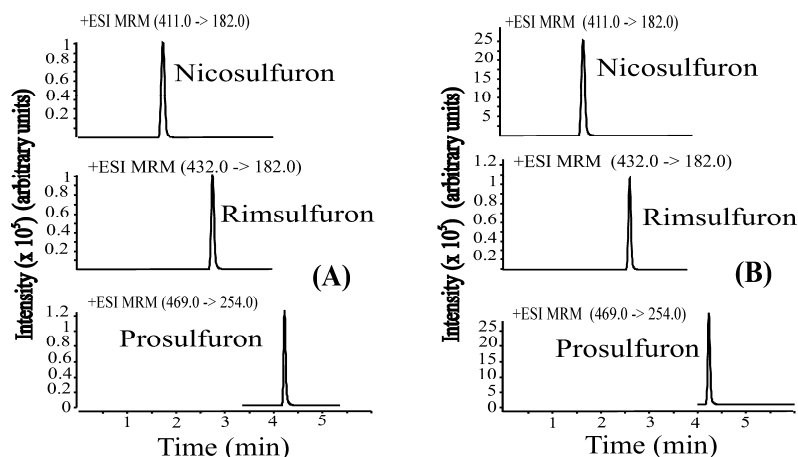 +ESI MRM (411.0 -> 182.0)
1
0.8
0.6
0.4
0.2
Nicosulfuron
+ESI MRM (432.0 -> 182.0)
1
0.8
0.6
0.4
0.2
Rimsulfuron
(A)
+ESI MRM (469.0 -> 254.0)
1.2
1
0.8
0.6
0.4
0.2
0
Prosulfuron
1 2 3 4 5
Time (min)
Intensity (x 10⁵) (arbitrary units)
+ESI MRM (411.0 -> 182.0)
25
20
15
10
5
Nicosulfuron
+ESI MRM (432.0 -> 182.0)
1.2
1
0.8
0.6
0.4
0.2
Rimsulfuron
(B)
+ESI MRM (469.0 -> 254.0)
25
20
15
10
5
0
Prosulfuron
1 2 3 4 5
Time (min)
Intensity (x 10⁵) (arbitrary units)